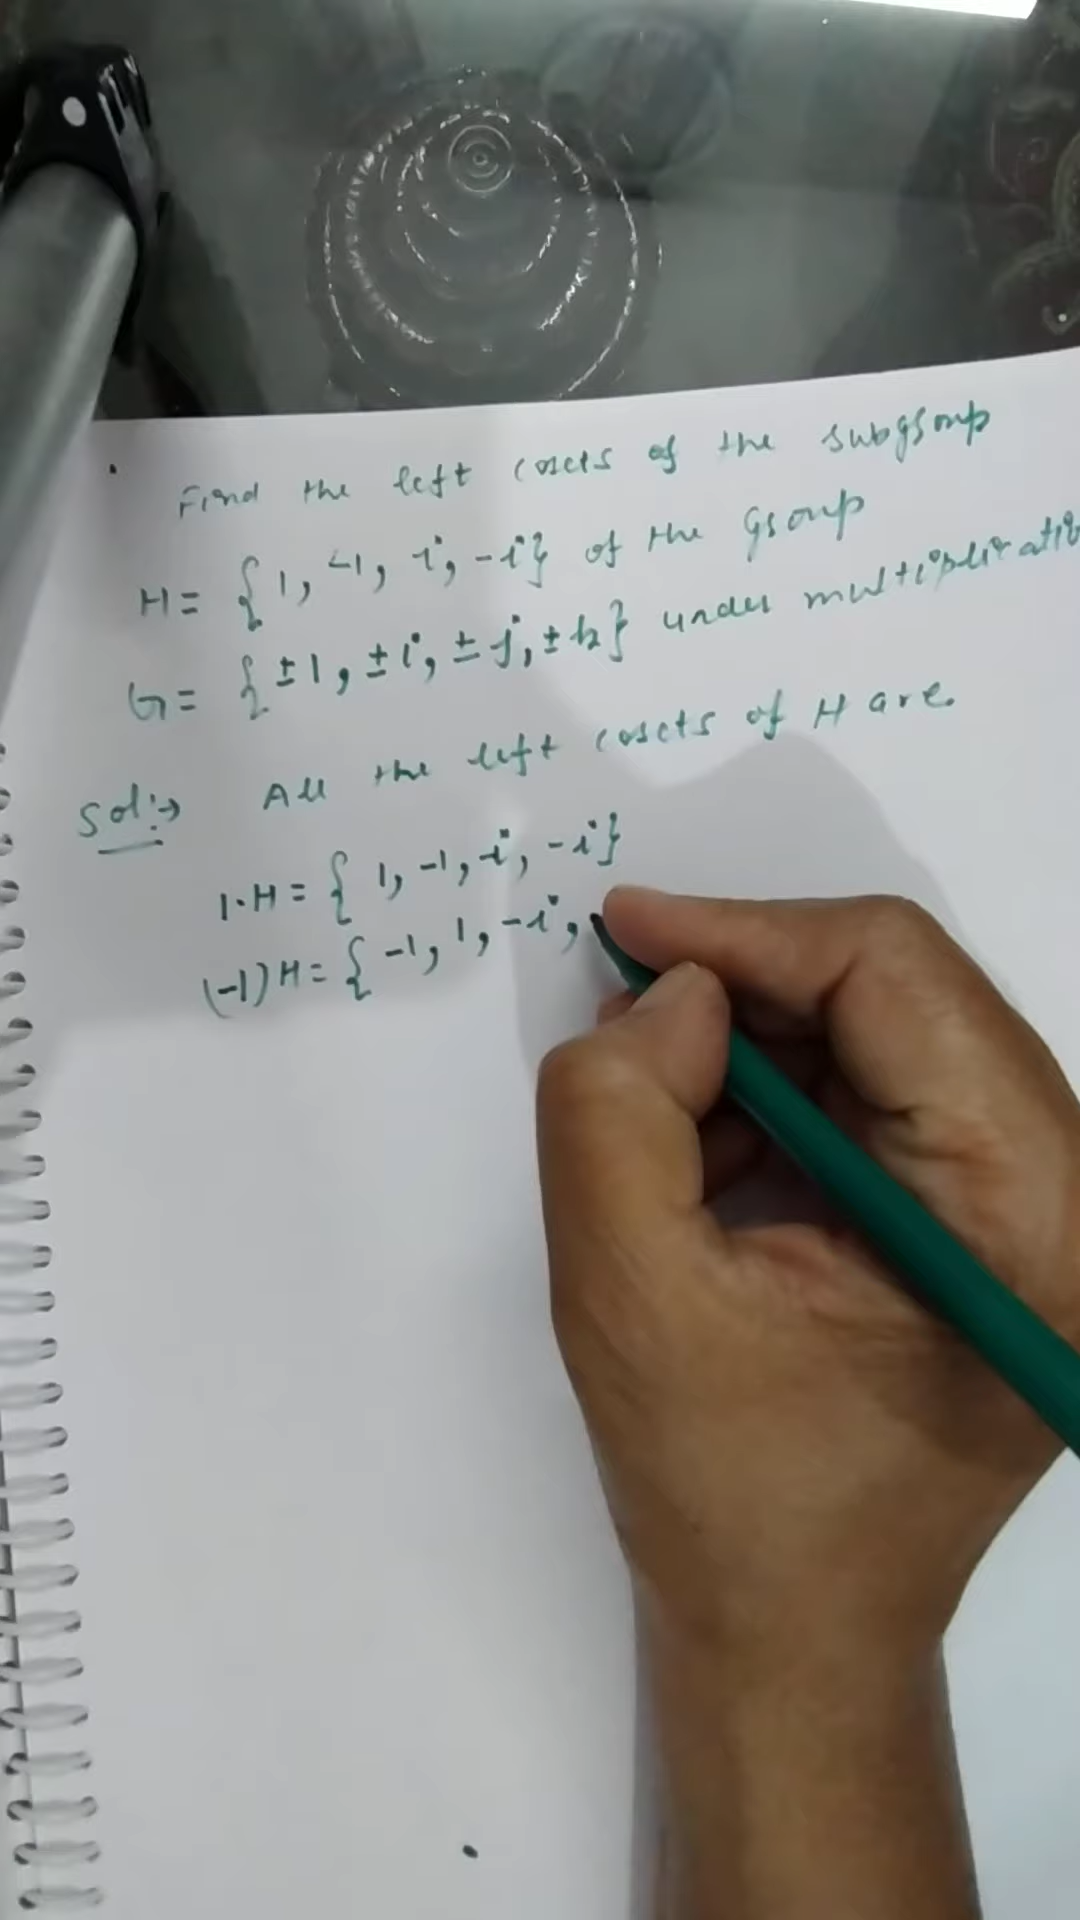 Find the left cosets of the subgroup
H = { 1, -1, i, -i } of the group
G = { ±1, ±i, ±j, ±k } under multiplicatio
Sol:→ All the left cosets of H are.
1·H = { 1, -1, i, -i }
(-1)H = { -1, 1, -i,